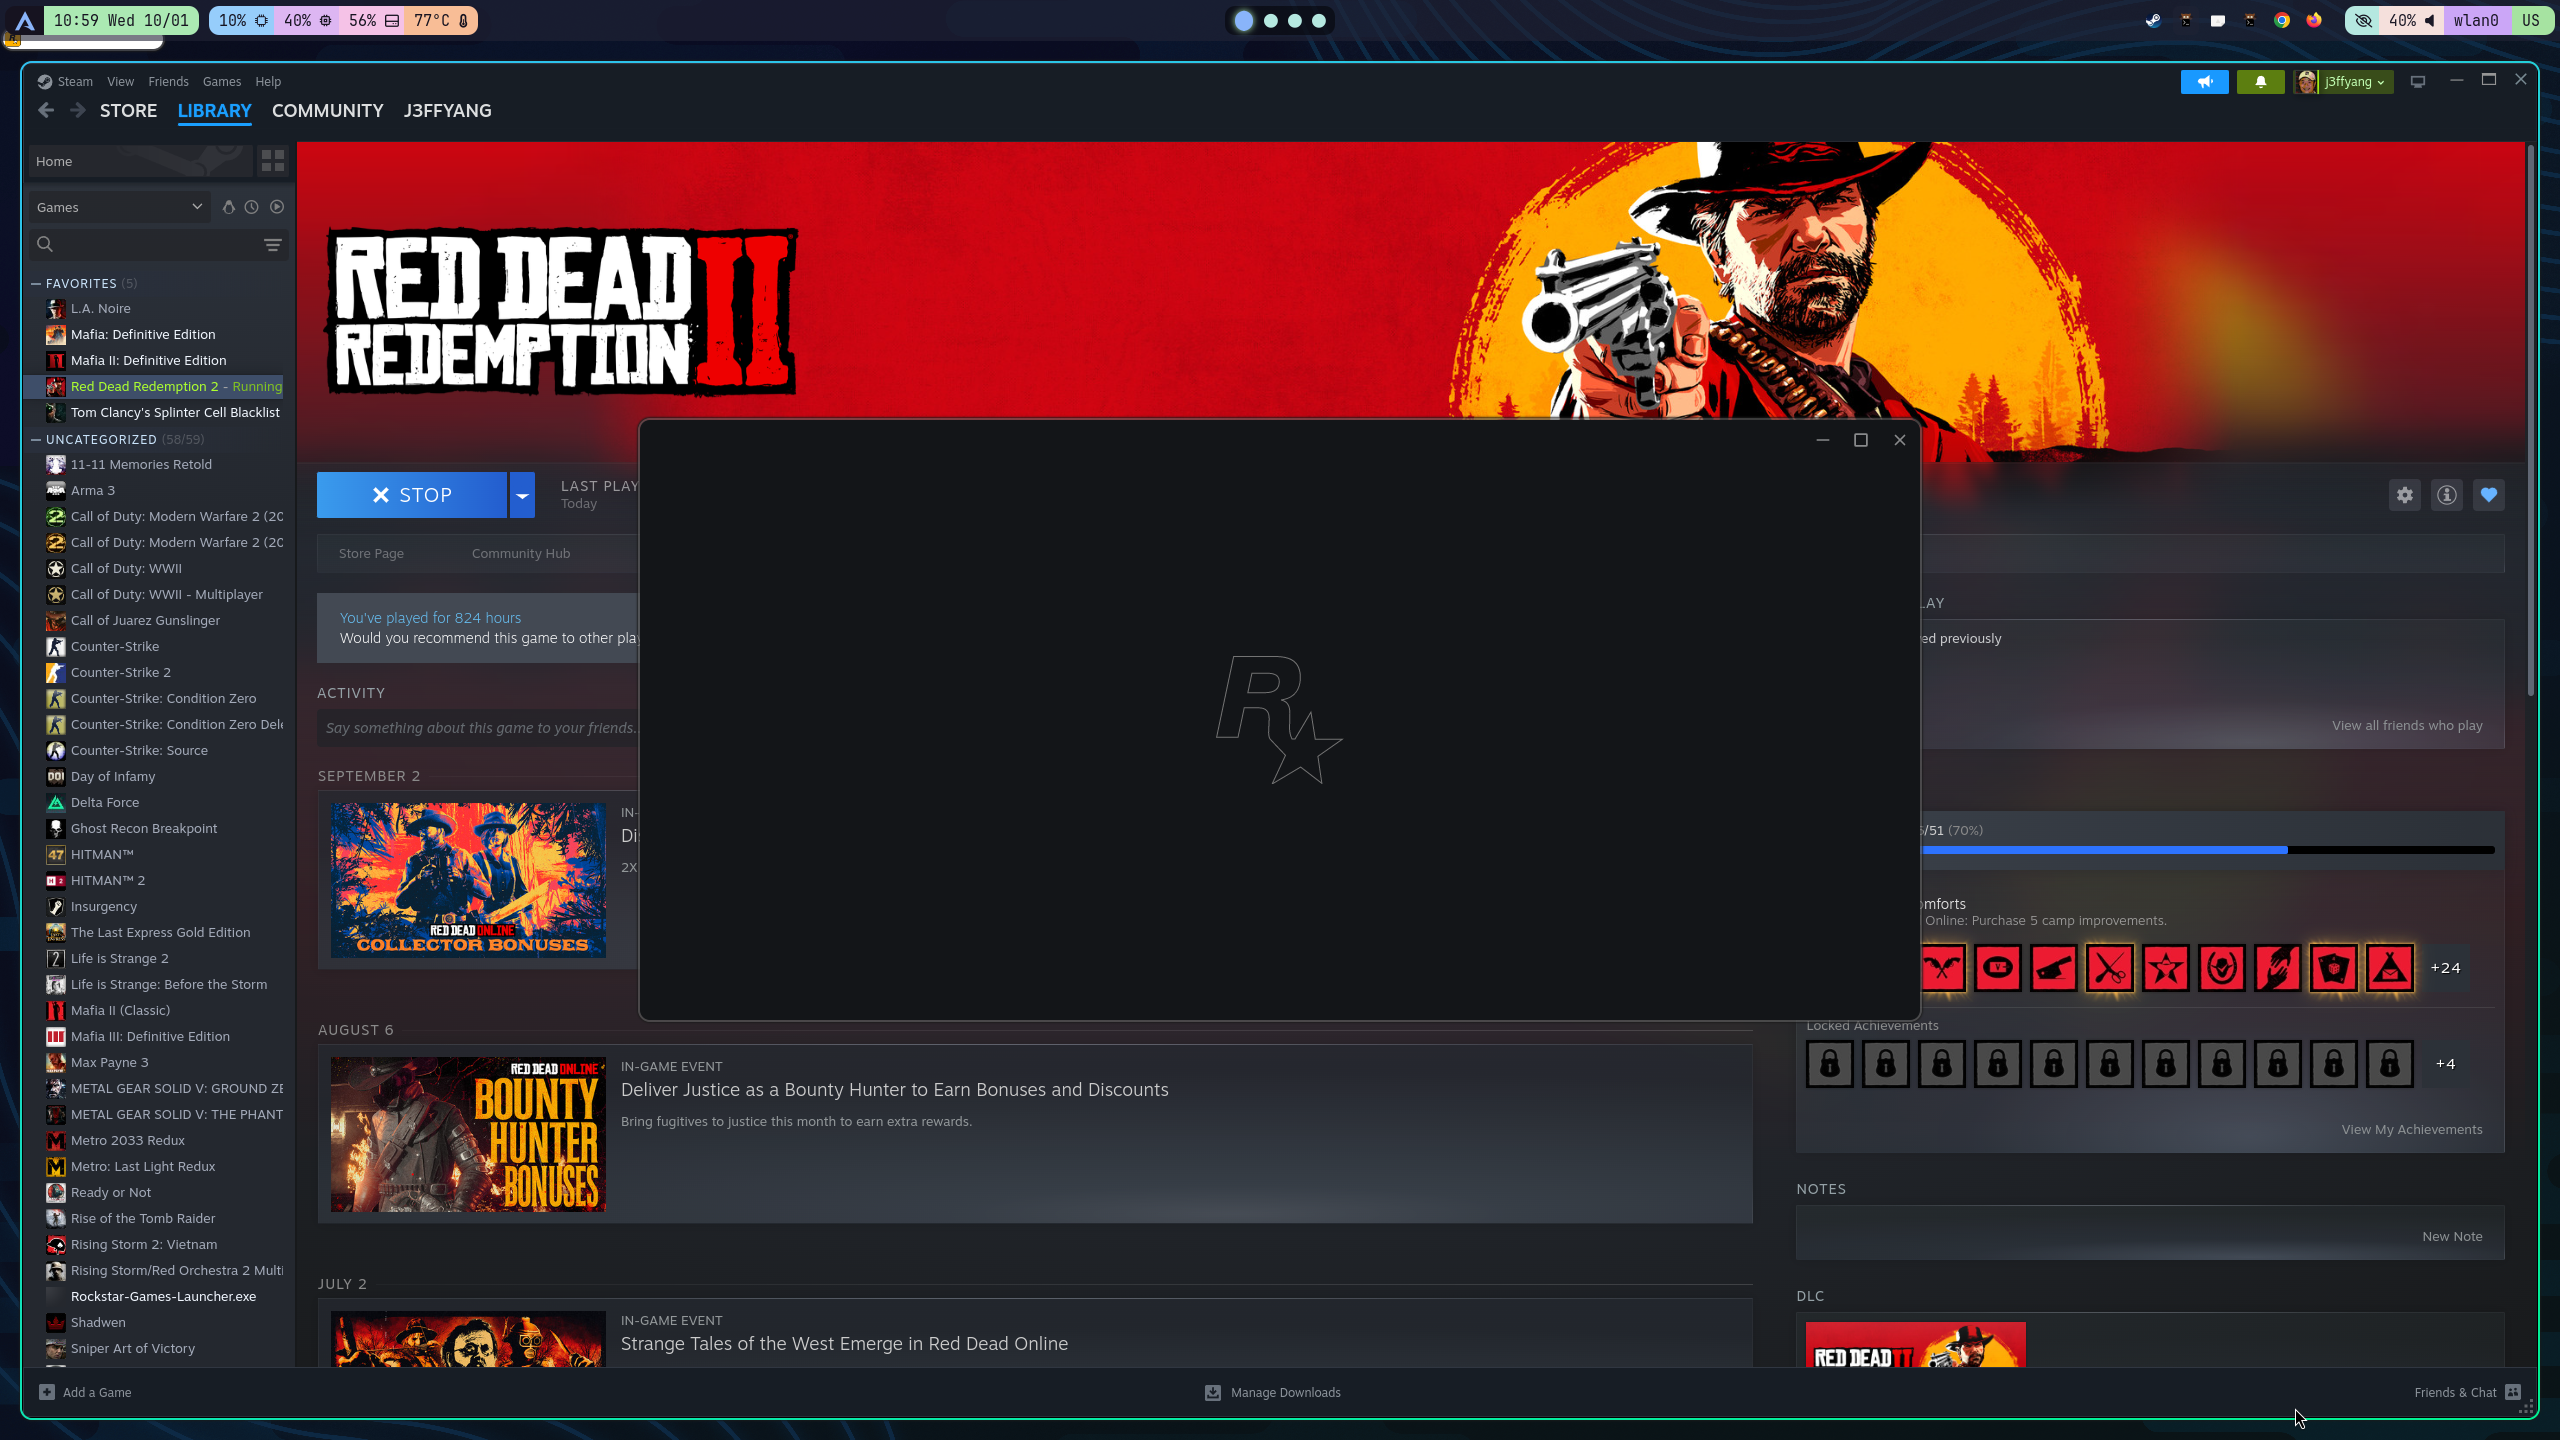 10:59 Wed 10/01
10%
40%
56%
77°C
40%
wlan0
US
Steam
View
Friends
Games
Help
j3ffyang
STORE
LIBRARY
COMMUNITY
J3FFYANG
Home
Games
FAVORITES (5)
L.A. Noire
Mafia: Definitive Edition
Mafia II: Definitive Edition
Red Dead Redemption 2 - Running
Tom Clancy's Splinter Cell Blacklist
UNCATEGORIZED (58/59)
11-11 Memories Retold
Arma 3
Call of Duty: Modern Warfare 2 (20
Call of Duty: Modern Warfare 2 (20
Call of Duty: WWII
Call of Duty: WWII - Multiplayer
Call of Juarez Gunslinger
Counter-Strike
Counter-Strike 2
Counter-Strike: Condition Zero
Counter-Strike: Condition Zero Dele
Counter-Strike: Source
Day of Infamy
Delta Force
Ghost Recon Breakpoint
HITMAN™
HITMAN™ 2
Insurgency
The Last Express Gold Edition
Life is Strange 2
Life is Strange: Before the Storm
Mafia II (Classic)
Mafia III: Definitive Edition
Max Payne 3
METAL GEAR SOLID V: GROUND ZE
METAL GEAR SOLID V: THE PHANT
Metro 2033 Redux
Metro: Last Light Redux
Ready or Not
Rise of the Tomb Raider
Rising Storm 2: Vietnam
Rising Storm/Red Orchestra 2 Multi
Rockstar-Games-Launcher.exe
Shadwen
Sniper Art of Victory
RED DEAD
REDEMPTION II
STOP
LAST PLAY
Today
Store Page
Community Hub
You've played for 824 hours
Would you recommend this game to other pla
ACTIVITY
Say something about this game to your friends..
SEPTEMBER 2
RED DEAD ONLINE
COLLECTOR BONUSES
IN-
Di
2X
R
AUGUST 6
RED DEAD ONLINE
BOUNTY
HUNTER
BONUSES
IN-GAME EVENT
Deliver Justice as a Bounty Hunter to Earn Bonuses and Discounts
Bring fugitives to justice this month to earn extra rewards.
JULY 2
IN-GAME EVENT
Strange Tales of the West Emerge in Red Dead Online
LAY
ed previously
View all friends who play
/51 (70%)
omforts
Online: Purchase 5 camp improvements.
+24
Locked Achievements
+4
View My Achievements
NOTES
New Note
DLC
RED DEAD II
Add a Game
Manage Downloads
Friends & Chat